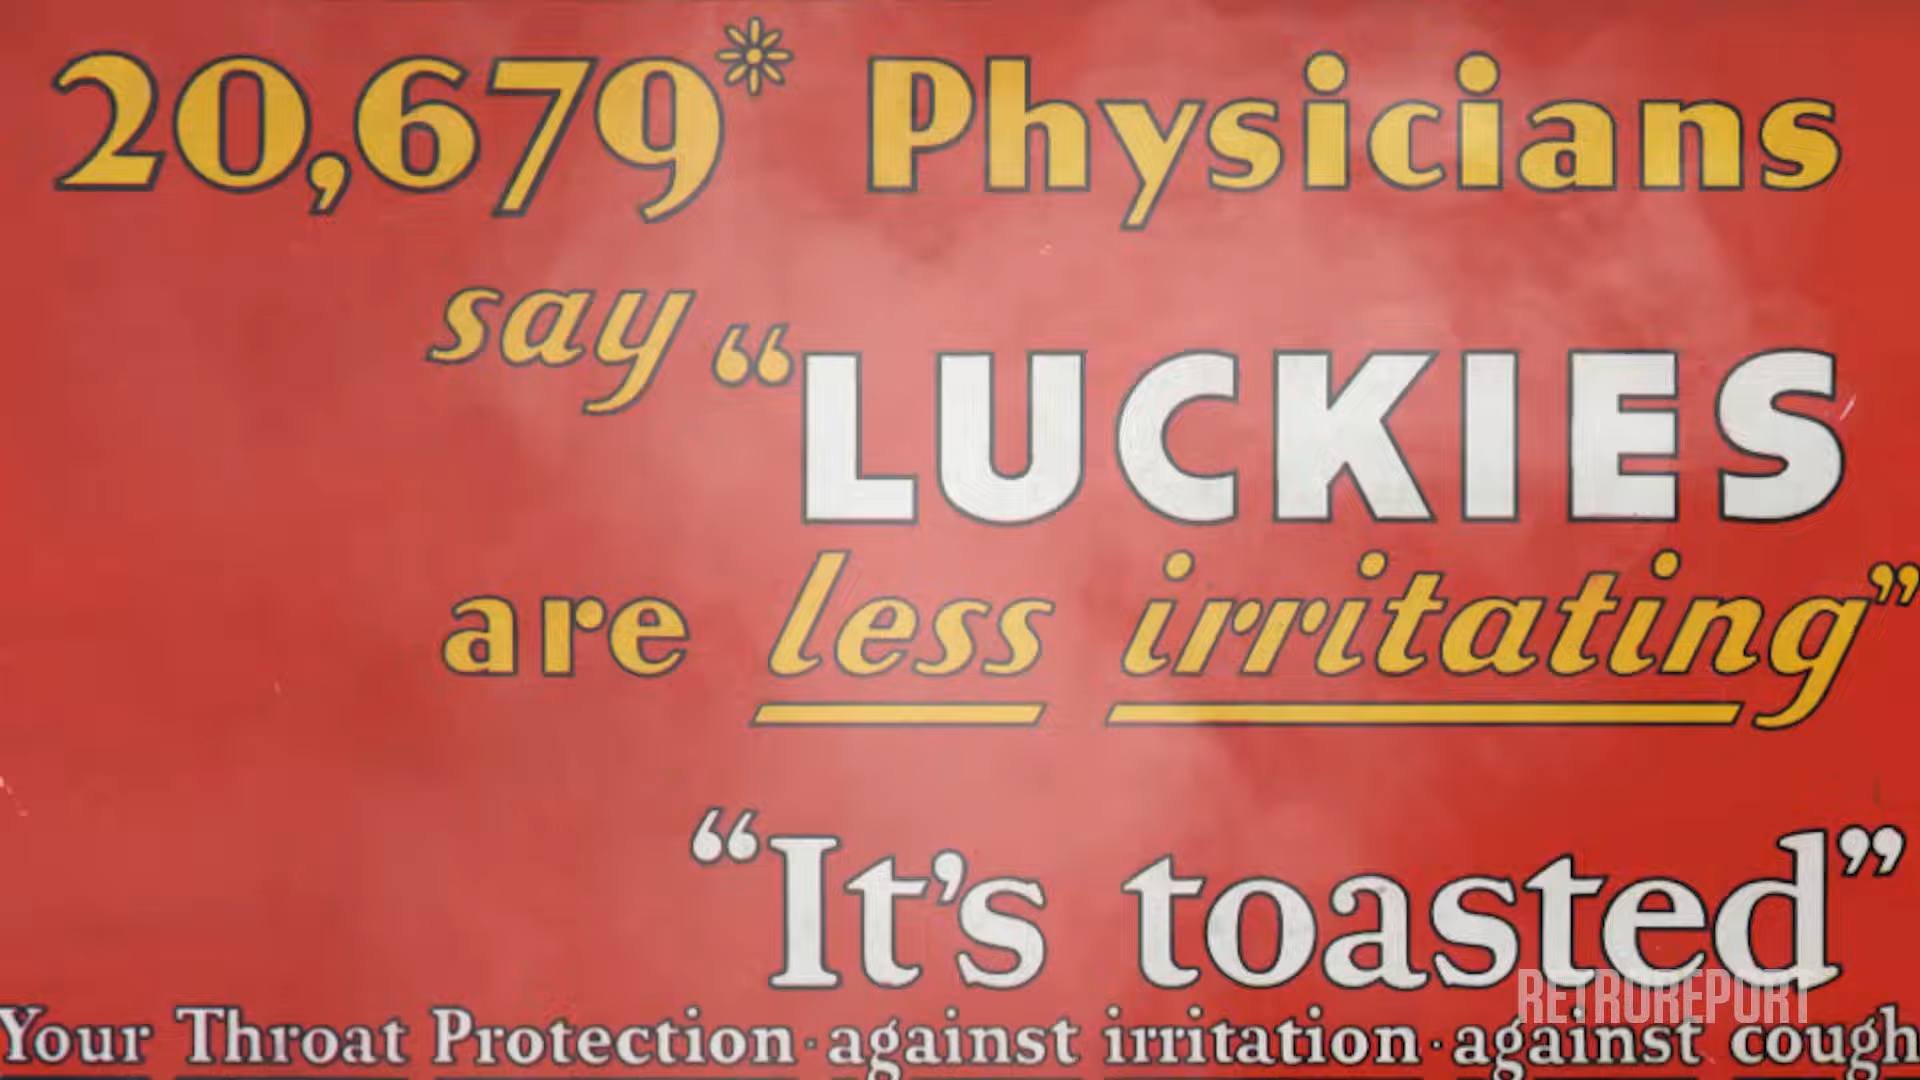 20,679* Physicians
say "LUCKIES
are less irritating"
"It's toasted"
Your Throat Protection · against irritation · against cough
RETROREPORT